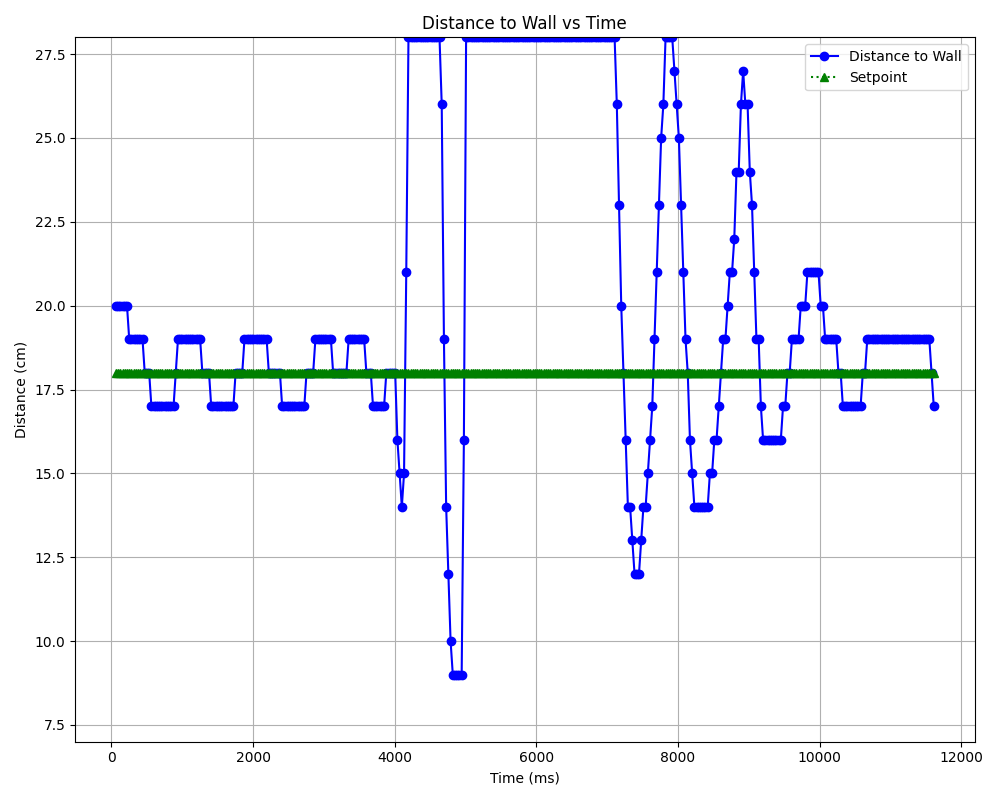 Distance to Wall vs Time
Distance to Wall
Setpoint
27.5
25.0
22.5
20.0
17.5
15.0
12.5
10.0
7.5
Distance (cm)
0 2000 4000 6000 8000 10000 12000
Time (ms)